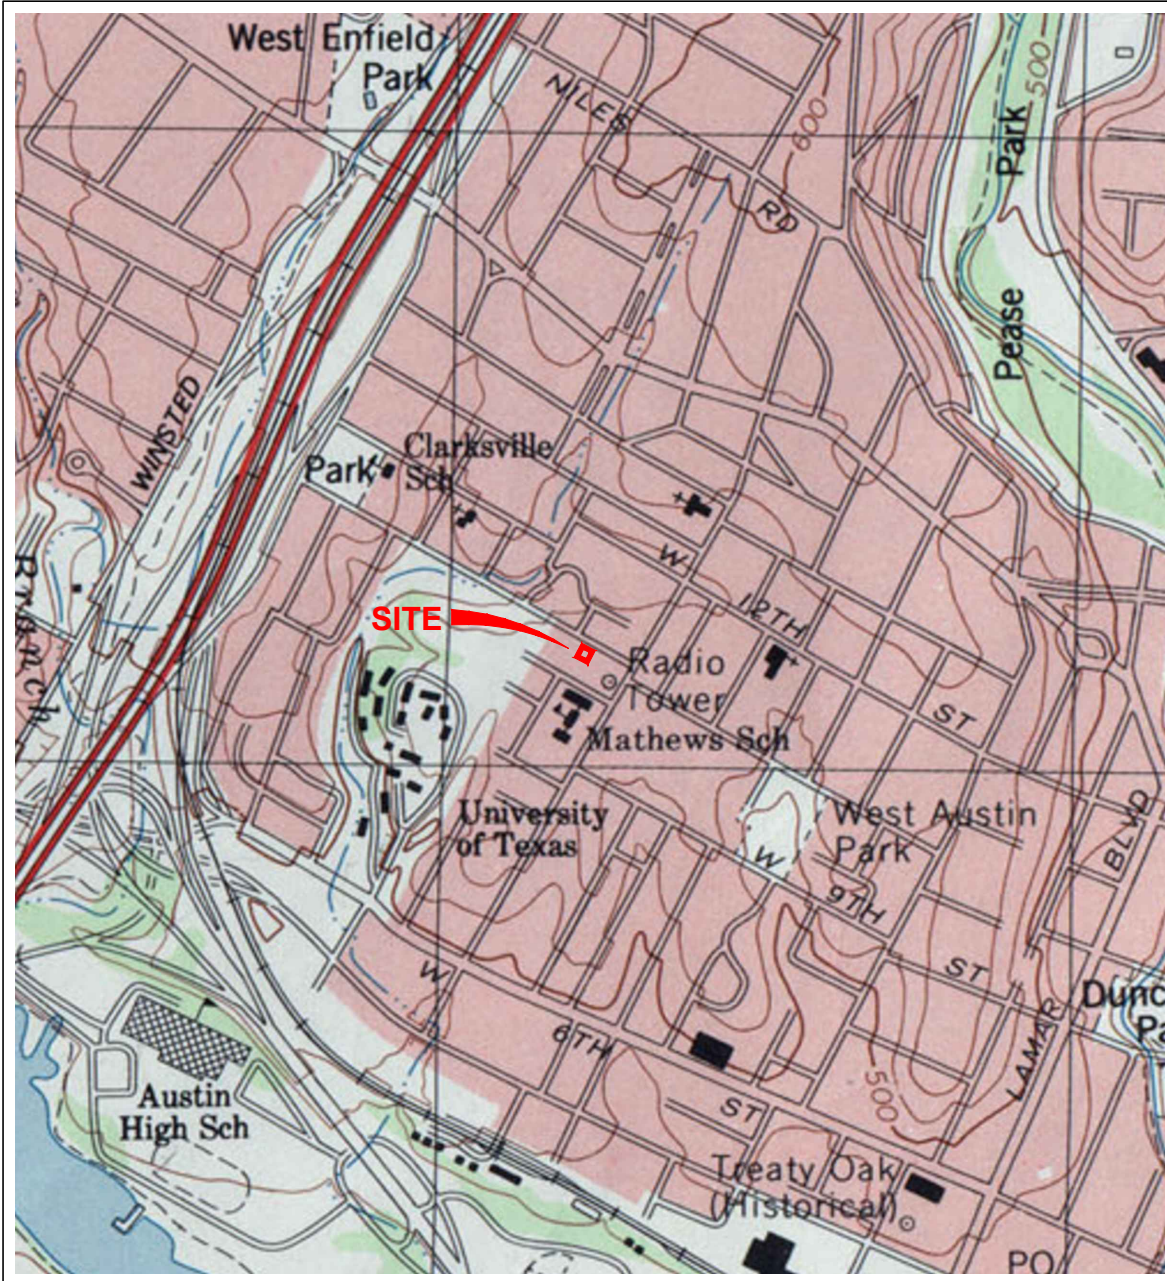 West Enfield
Park
NILES
RD
600
500
Pease Park
WINSTED
Park
Clarksville
Sch
W
12TH
ST
SITE
Radio
Tower
Mathews Sch
Branch
University
of Texas
West Austin
Park
W
9TH
ST
BLVD
LAMAR
W
6TH
ST
500
Dunc
Pa
Austin
High Sch
Treaty Oak
(Historical)
PO